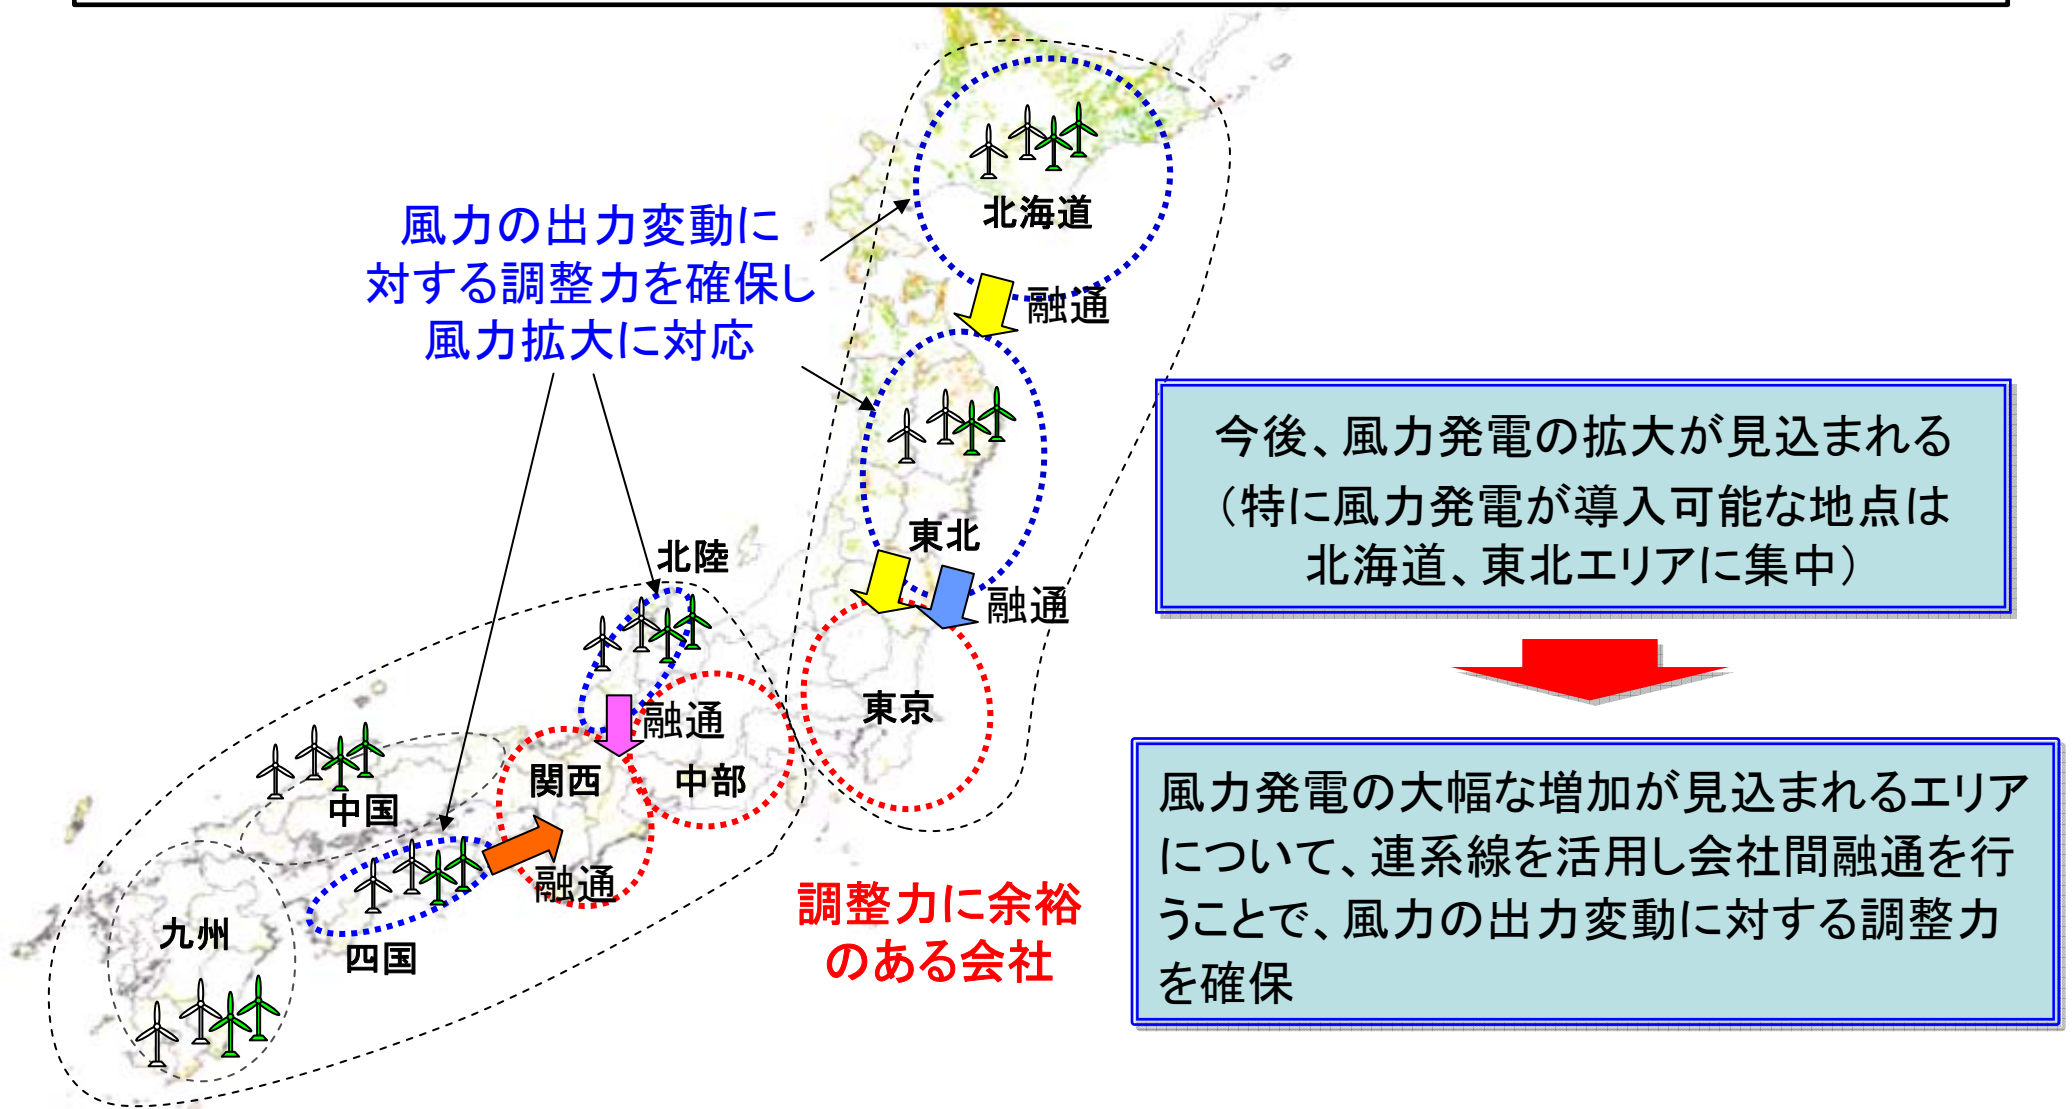 風力の出力変動に
対する調整力を確保し
風力拡大に対応
北海道
融通
東北
融通
東京
北陸
融通
関西
中部
中国
融通
四国
九州
調整力に余裕
のある会社
今後、風力発電の拡大が見込まれる
（特に風力発電が導入可能な地点は
北海道、東北エリアに集中）
風力発電の大幅な増加が見込まれるエリア
について、連系線を活用し会社間融通を行
うことで、風力の出力変動に対する調整力
を確保